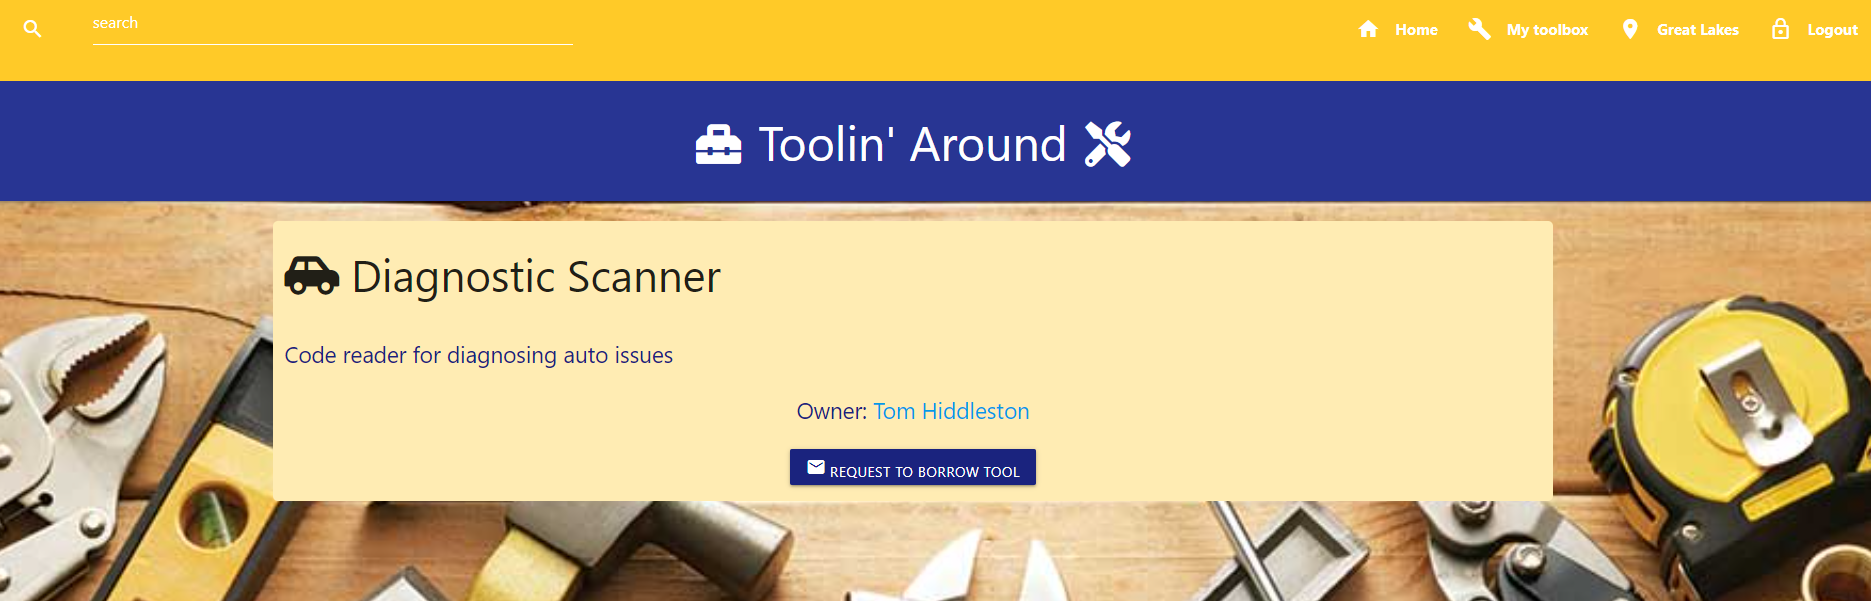 search
Home My toolbox Great Lakes Logout
Toolin' Around
Diagnostic Scanner
Code reader for diagnosing auto issues
Owner: Tom Hiddleston
REQUEST TO BORROW TOOL